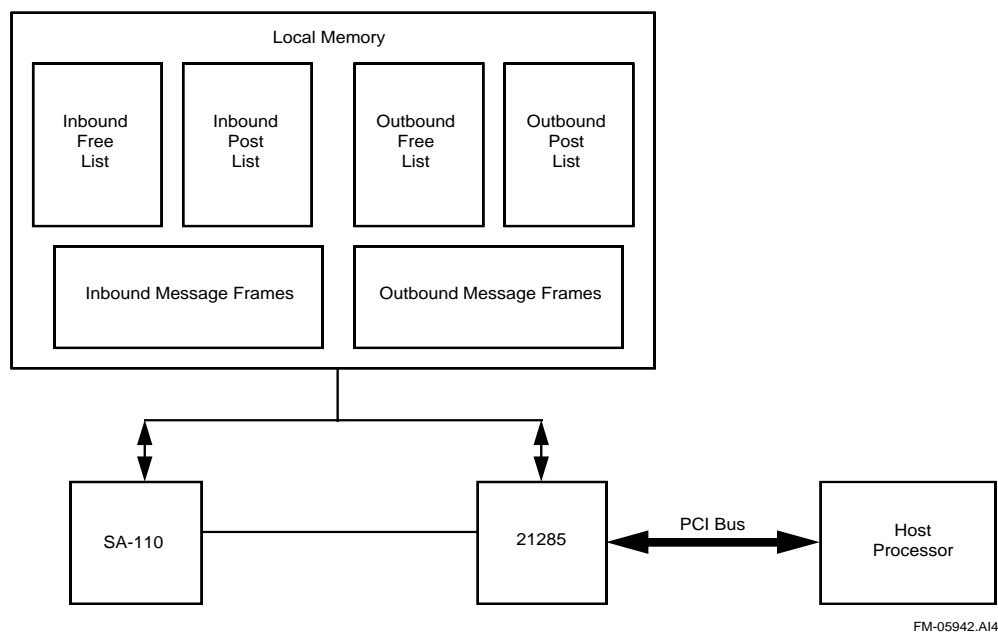 Local Memory
Inbound
Free
List
Inbound
Post
List
Outbound
Free
List
Outbound
Post
List
Inbound Message Frames
Outbound Message Frames
SA-110
21285
PCI Bus
Host
Processor
FM-05942.AI4